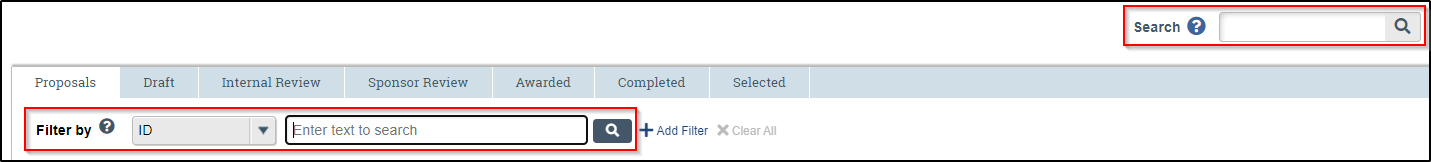 Search ?
Proposals Draft Internal Review Sponsor Review Awarded Completed Selected
Filter by ? ID Enter text to search Add Filter Clear All